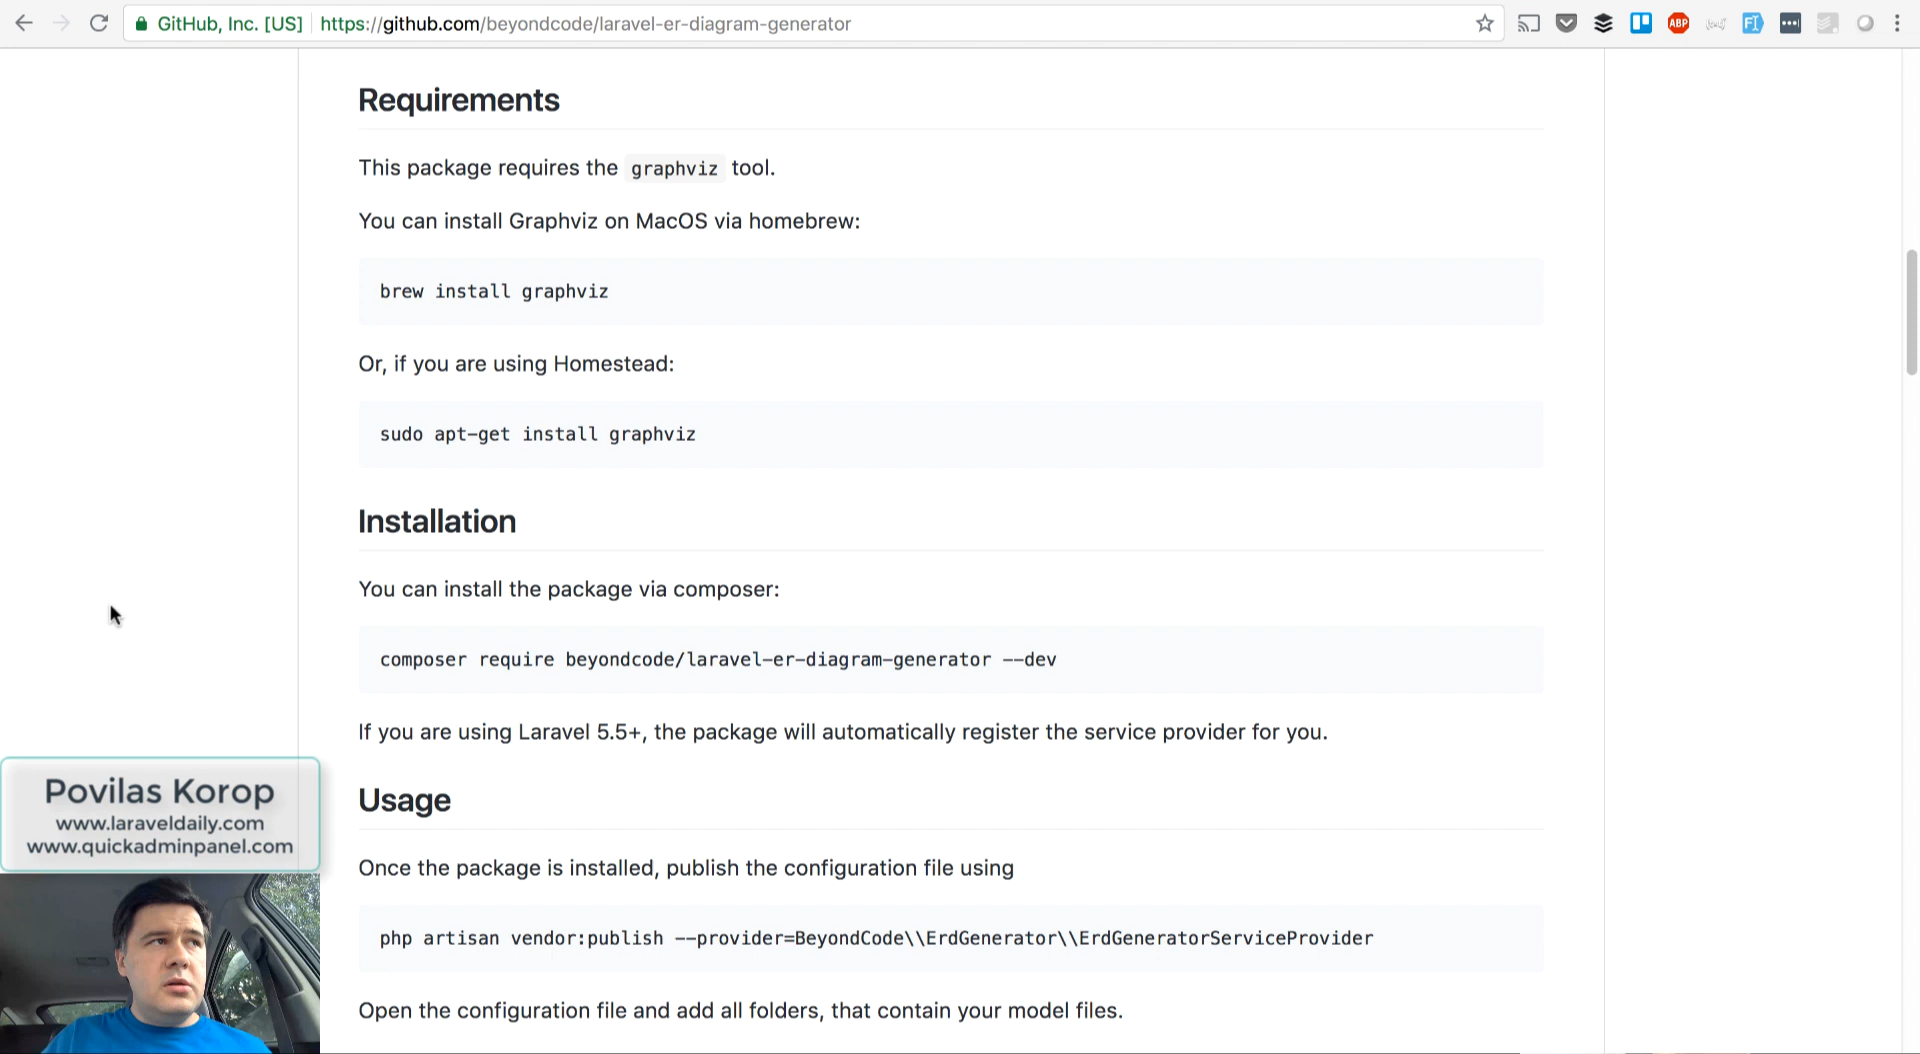 GitHub, Inc. [US] https://github.com/beyondcode/laravel-er-diagram-generator
ABP
Requirements
This package requires the graphviz tool.
You can install Graphviz on MacOS via homebrew:
brew install graphviz
Or, if you are using Homestead:
sudo apt-get install graphviz
Installation
You can install the package via composer:
composer require beyondcode/laravel-er-diagram-generator --dev
If you are using Laravel 5.5+, the package will automatically register the service provider for you.
Usage
Once the package is installed, publish the configuration file using
php artisan vendor:publish --provider=BeyondCode\\ErdGenerator\\ErdGeneratorServiceProvider
Open the configuration file and add all folders, that contain your model files.
Povilas Korop
www.laraveldaily.com
www.quickadminpanel.com